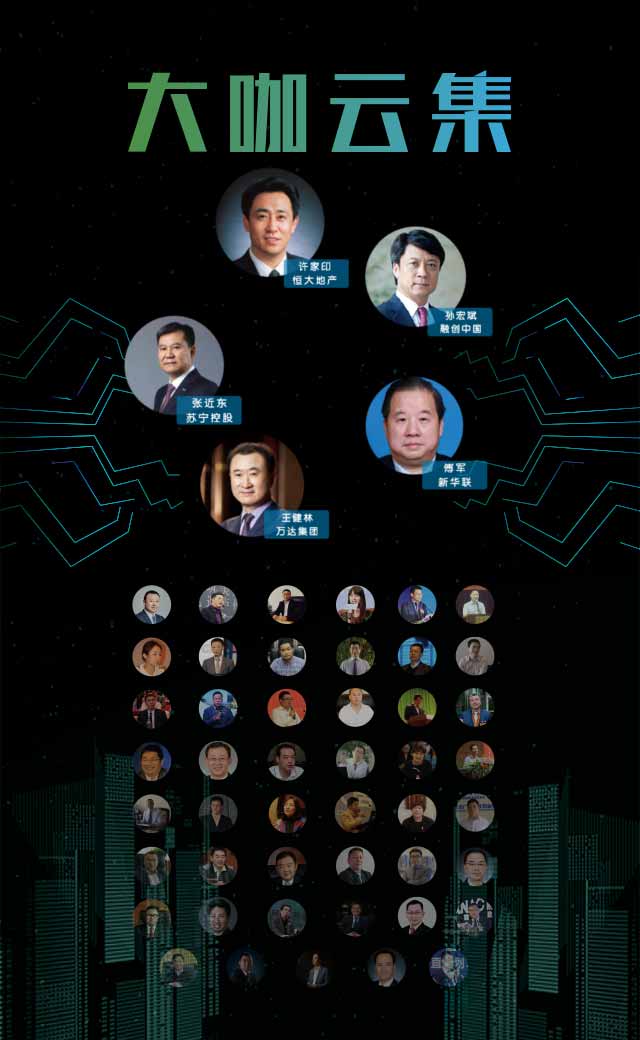 大咖云集
许家印
恒大地产
孙宏斌
融创中国
张近东
苏宁控股
傅军
新华联
王健林
万达集团